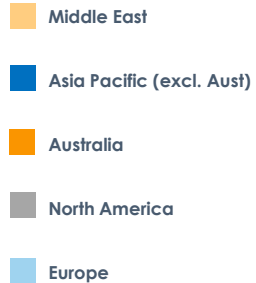 Middle East
Asia Pacific (excl. Aust)
Australia
North America
Europe